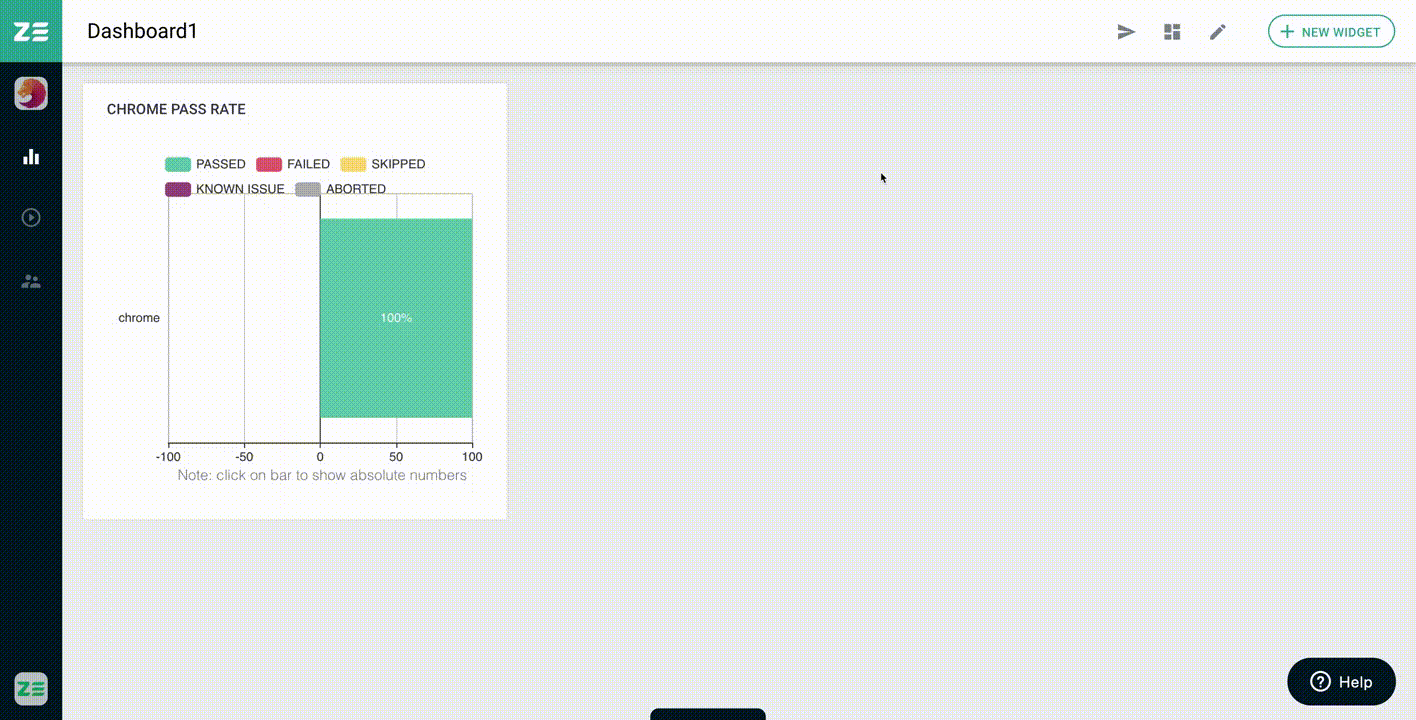 ZE
Dashboard1
NEW WIDGET
CHROME PASS RATE
PASSED FAILED SKIPPED
KNOWN ISSUE ABORTED
chrome
100%
-100 -50 0 50 100
Note: click on bar to show absolute numbers
ZE
Help